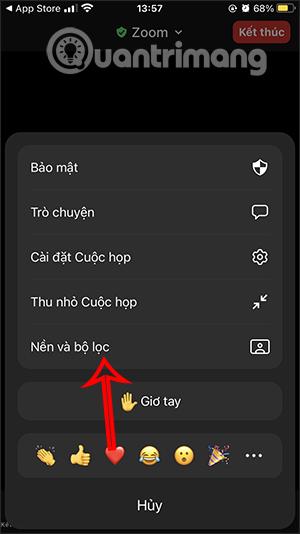 App Store
13:57
68%
Quantrimang
Zoom
Kết thúc
Bảo mật
Trò chuyện
Cài đặt Cuộc họp
Thu nhỏ Cuộc họp
Nền và bộ lọc
Giơ tay
Hủy